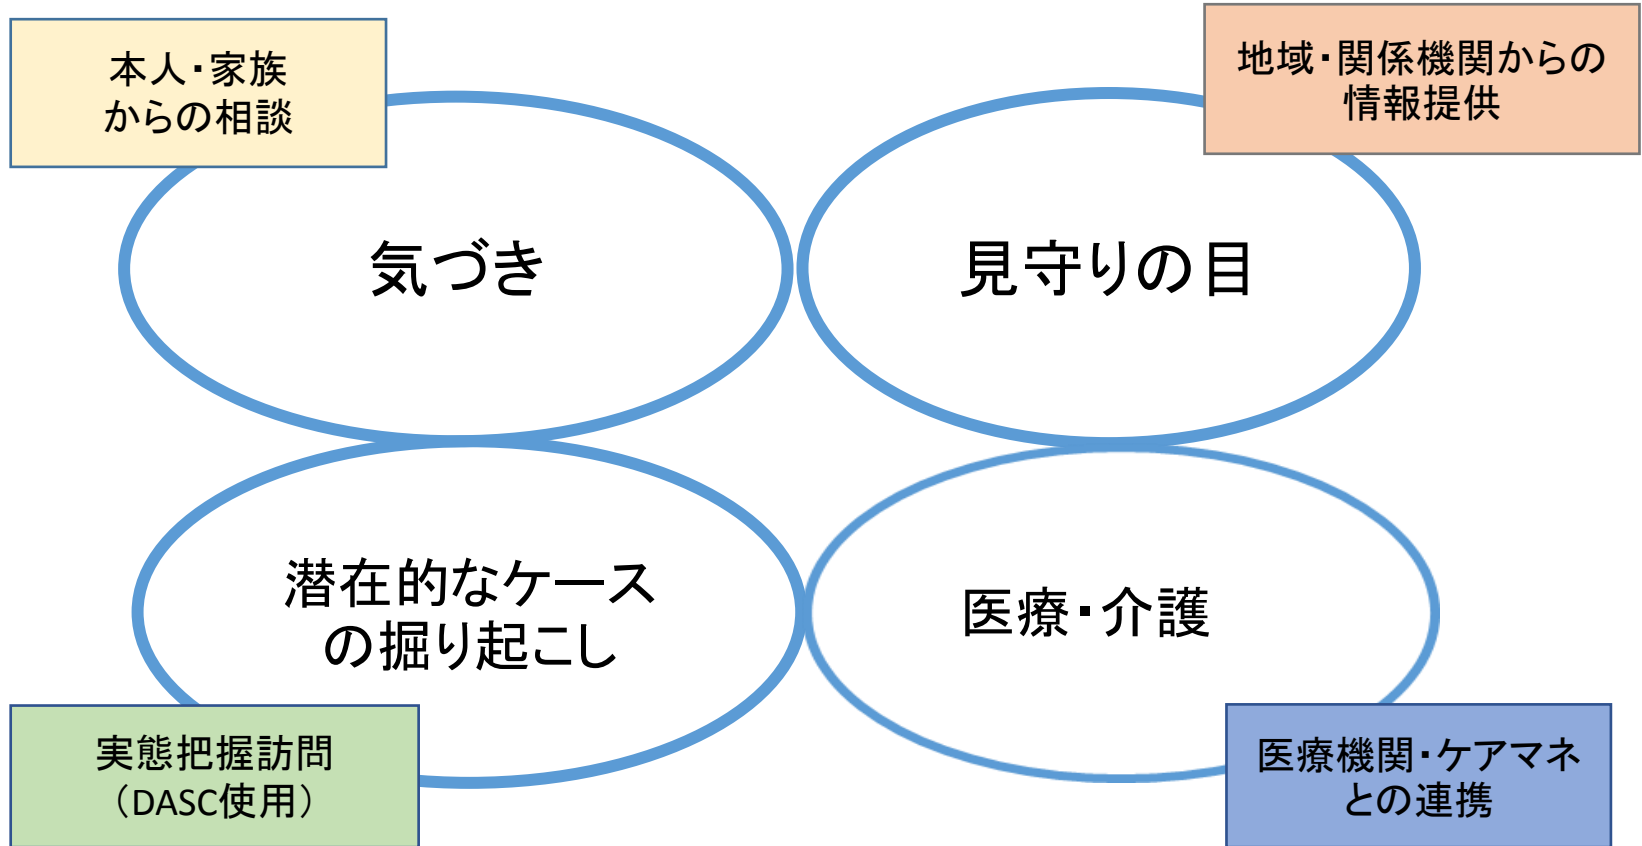 本人・家族
からの相談
地域・関係機関からの
情報提供
気づき
見守りの目
潜在的なケース
の掘り起こし
医療・介護
実態把握訪問
（DASC使用）
医療機関・ケアマネ
との連携